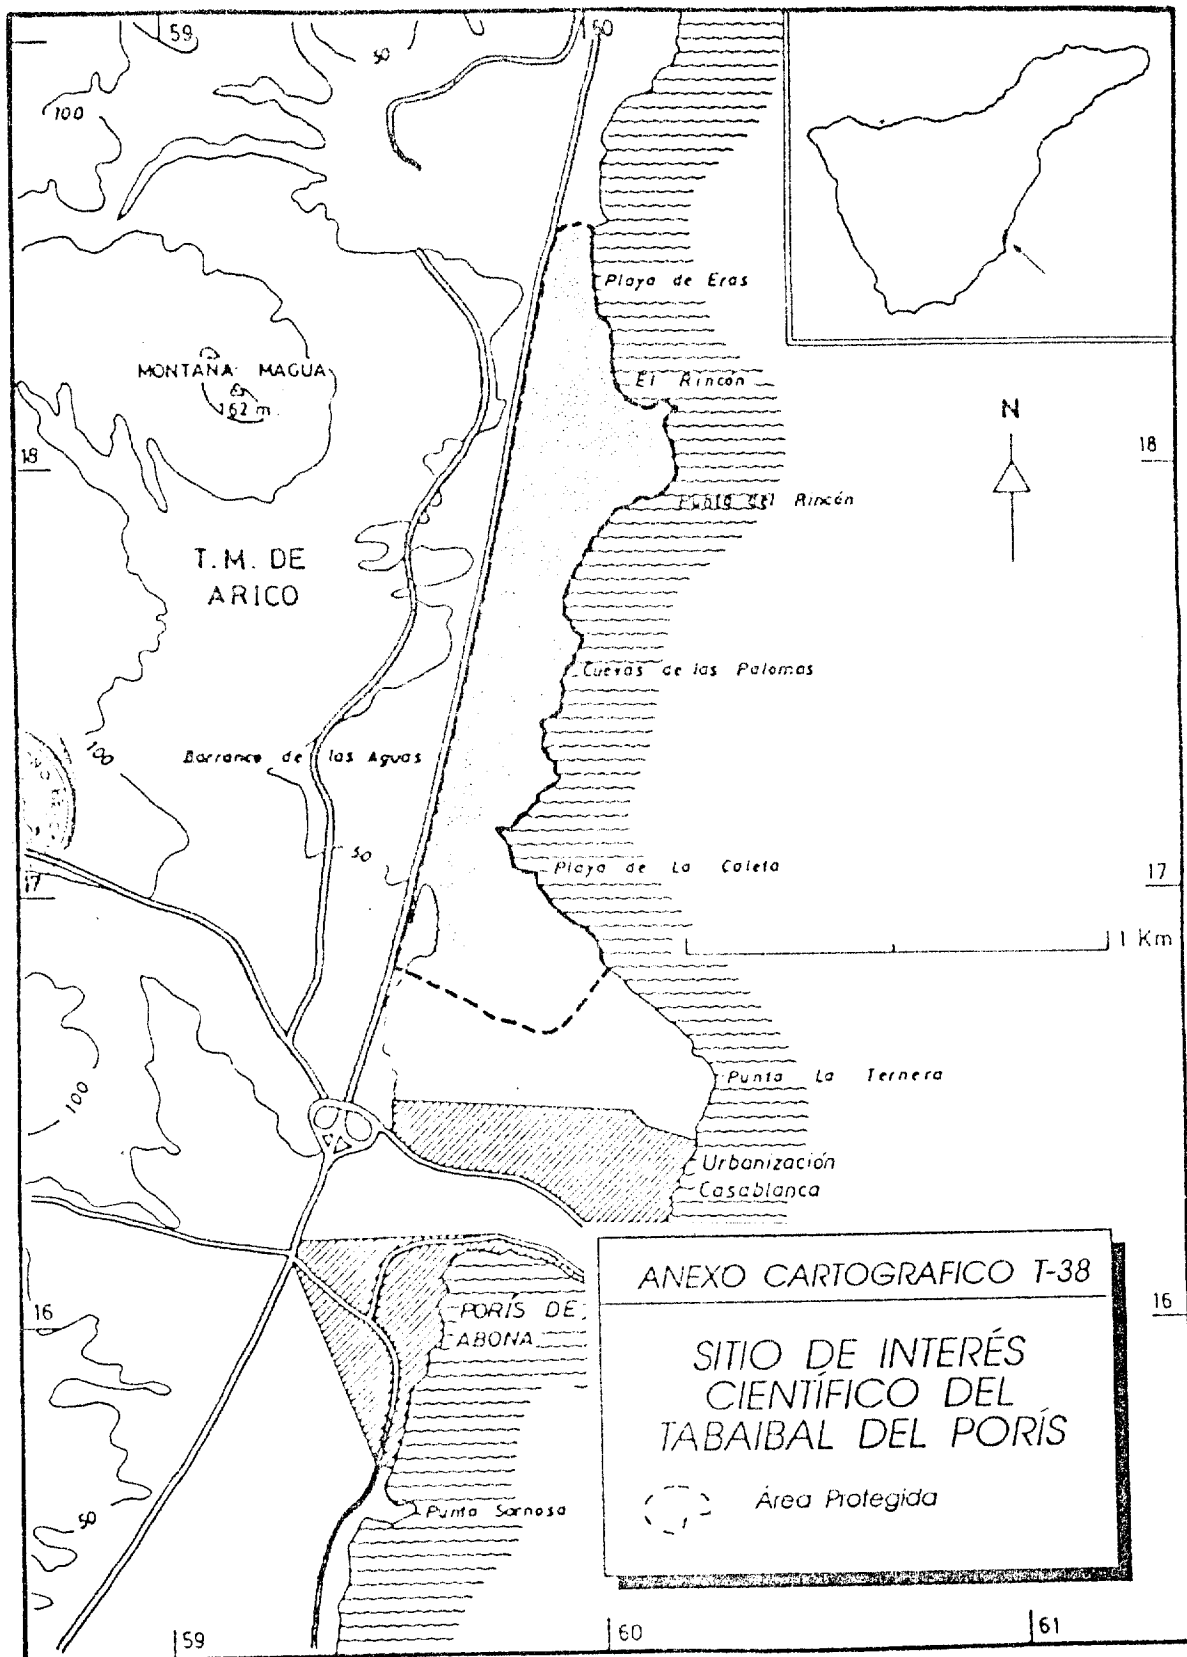 59
60
50
100
Playa de Eras
MONTAÑA MAGUA
162 m.
El Rincón
N
18
18
Punta del Rincón
T.M. DE
ARICO
Cuevas de las Palomas
100
Barranco de las Aguas
50
Playa de La Caleta
17
17
1 Km
100
Punta La Ternera
Urbanización
Casablanca
ANEXO CARTOGRAFICO T-38
16
16
PORÍS DE
ABONA
SITIO DE INTERÉS
CIENTÍFICO DEL
TABAIBAL DEL PORÍS
Área Protegida
50
Punta Sarnosa
59
60
61